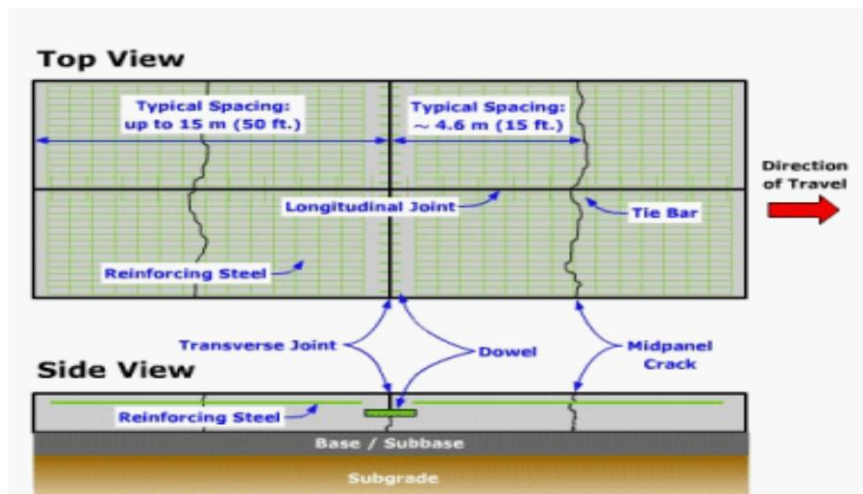 Top View
Typical Spacing:
up to 15 m (50 ft.)
Typical Spacing:
~ 4.6 m (15 ft.)
Direction
of Travel
Longitudinal Joint
Tie Bar
Reinforcing Steel
Transverse Joint
Dowel
Midpanel
Crack
Side View
Reinforcing Steel
Base / Subbase
Subgrade